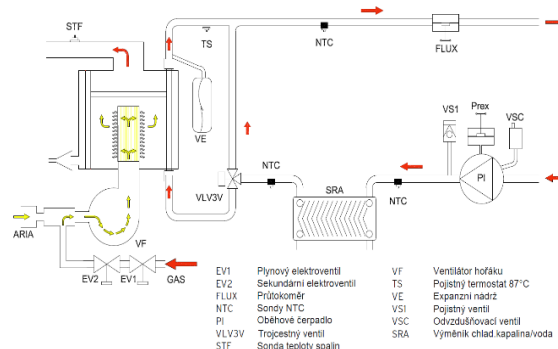 STF
TS
NTC
FLUX
VE
VS1
Prex
VSC
PI
NTC
SRA
NTC
VLV3V
ARIA
VF
EV2
EV1
GAS
EV1 Plynový elektroventil
EV2 Sekundární elektroventil
FLUX Průtokoměr
NTC Sondy NTC
PI Oběhové čerpadlo
VLV3V Trojcestný ventil
STF Sonda teploty spalin
VF Ventilátor hořáku
TS Pojistný termostat 87°C
VE Expanzní nádrž
VSI Pojistný ventil
VSC Odvzdušňovací ventil
SRA Výměník chlad.kapalina/voda